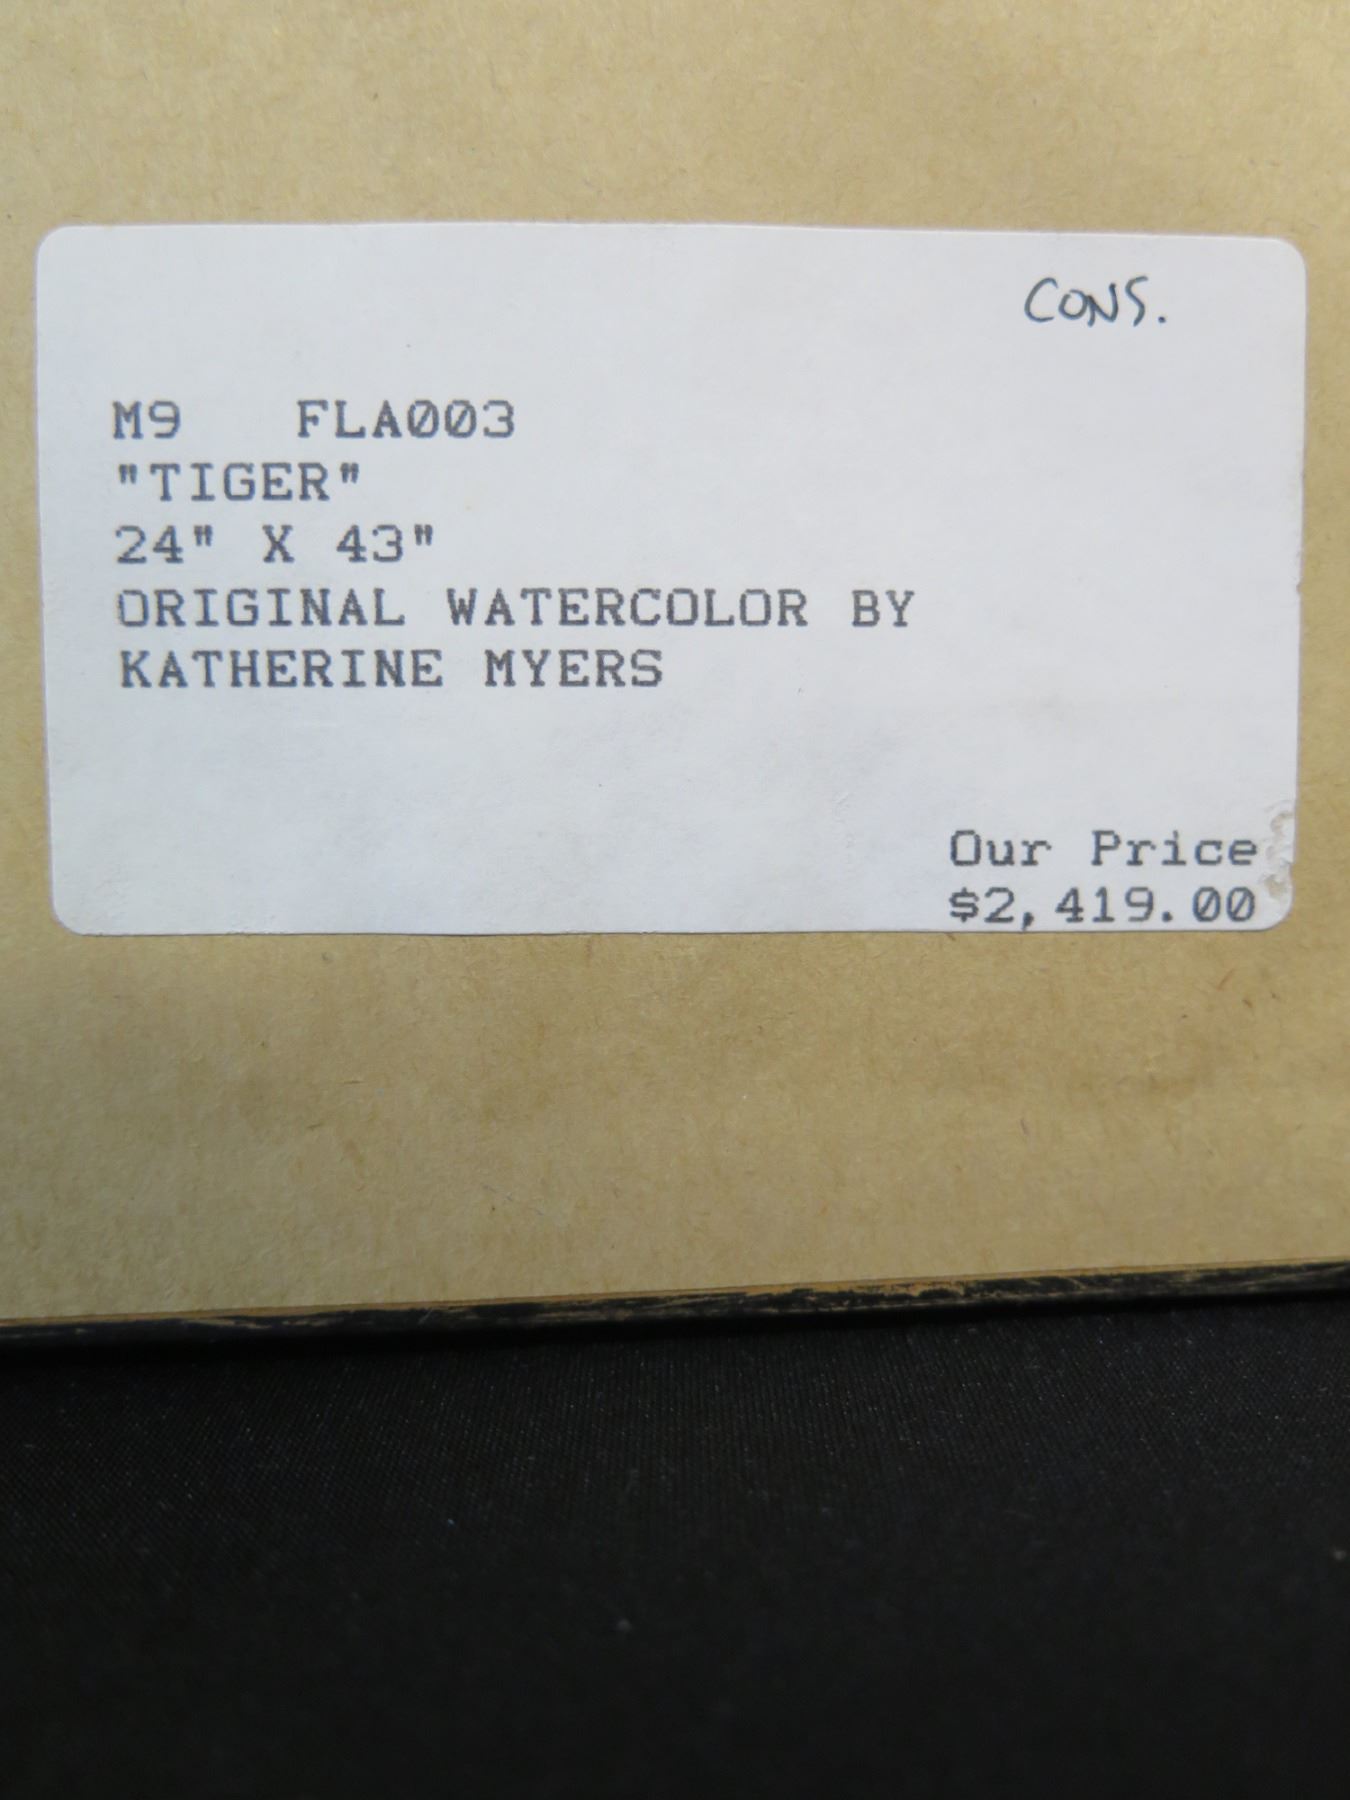 CONS.
M9 FLA003
"TIGER"
24" X 43"
ORIGINAL WATERCOLOR BY
KATHERINE MYERS
Our Price
$2,419.00